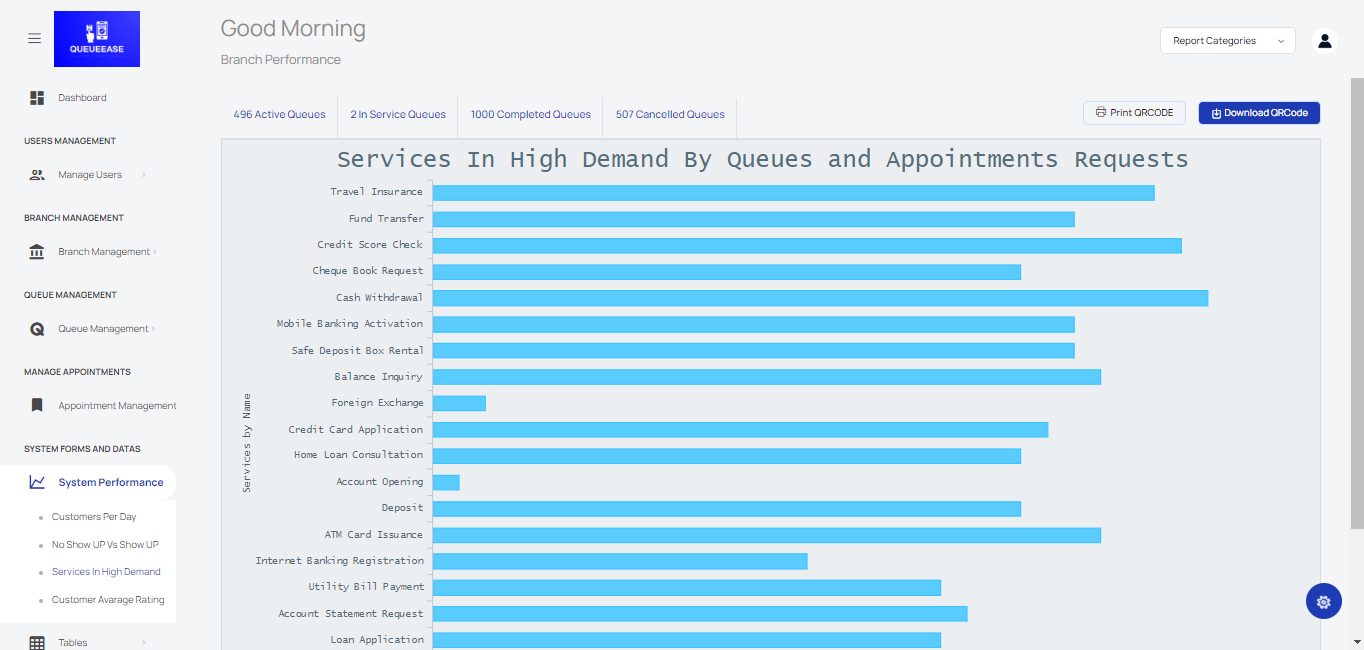 QUEUEEASE
Good Morning
Branch Performance
Report Categories
Dashboard
USERS MANAGEMENT
Manage Users
BRANCH MANAGEMENT
Branch Management
QUEUE MANAGEMENT
Queue Management
MANAGE APPOINTMENTS
Appointment Management
SYSTEM FORMS AND DATAS
System Performance
Customers Per Day
No Show UP Vs Show UP
Services In High Demand
Customer Avarage Rating
Tables
496 Active Queues
2 In Service Queues
1000 Completed Queues
507 Cancelled Queues
Print QRCODE
Download QRCode
Services In High Demand By Queues and Appointments Requests
Services by Name
Travel Insurance
Fund Transfer
Credit Score Check
Cheque Book Request
Cash Withdrawal
Mobile Banking Activation
Safe Deposit Box Rental
Balance Inquiry
Foreign Exchange
Credit Card Application
Home Loan Consultation
Account Opening
Deposit
ATM Card Issuance
Internet Banking Registration
Utility Bill Payment
Account Statement Request
Loan Application